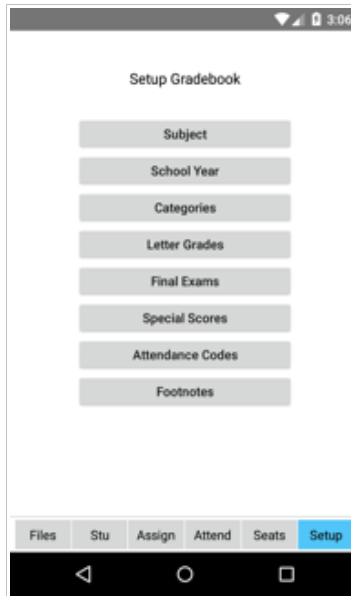 3:06
Setup Gradebook
Subject
School Year
Categories
Letter Grades
Final Exams
Special Scores
Attendance Codes
Footnotes
Files Stu Assign Attend Seats Setup